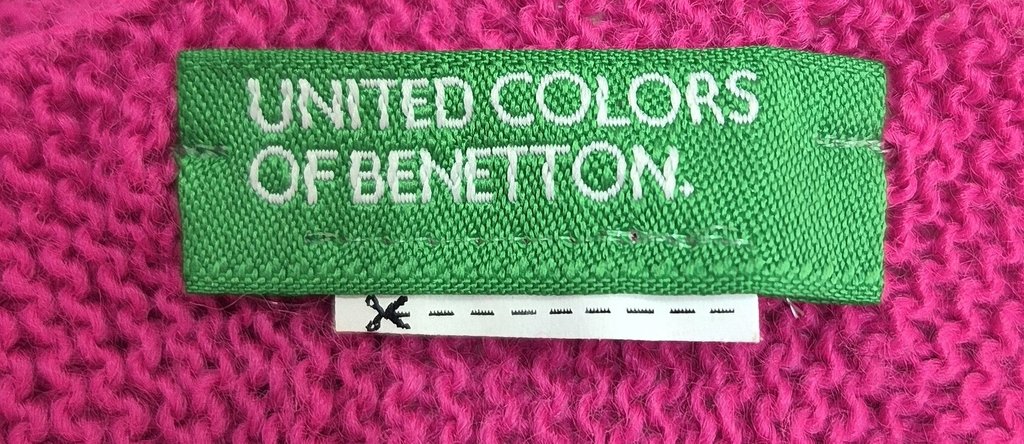 UNITED COLORS
OF BENETTON.